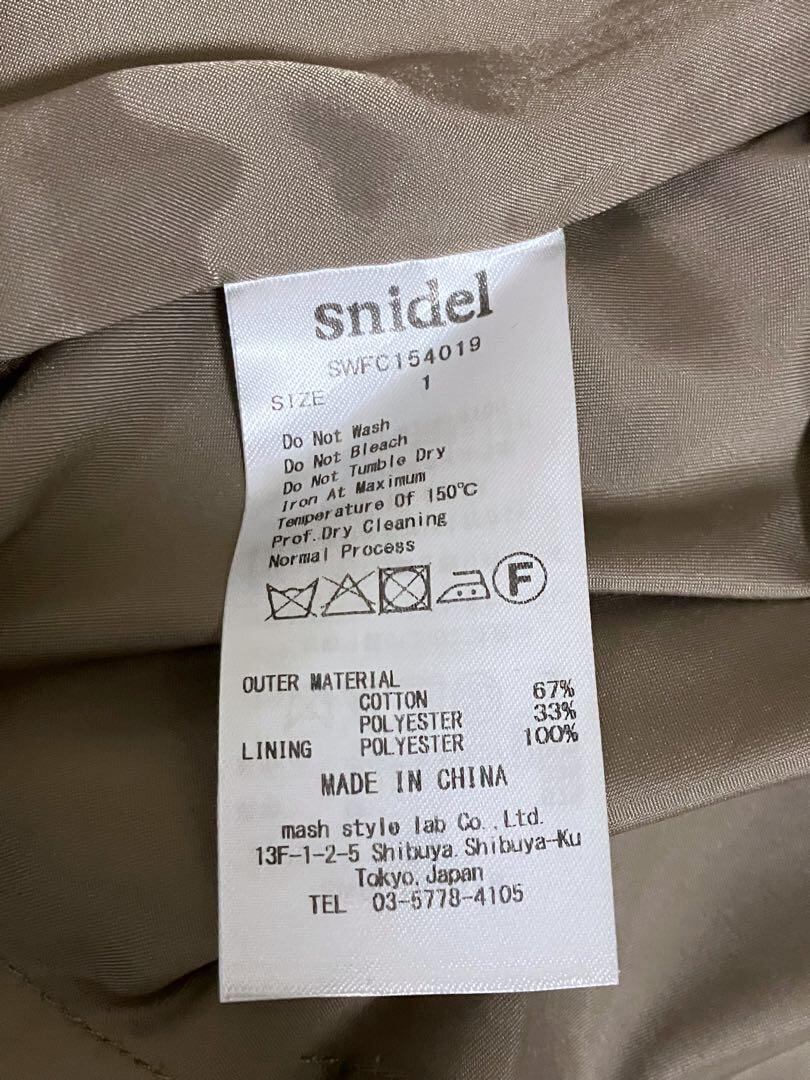 snidel
SWFC154019
SIZE 1
Do Not Wash
Do Not Bleach
Do Not Tumble Dry
Iron At Maximum
Temperature Of 150℃
Prof.Dry Cleaning
Normal Process
F
OUTER MATERIAL
COTTON 67%
POLYESTER 33%
LINING POLYESTER 100%
MADE IN CHINA
mash style lab Co.,Ltd.
13F-1-2-5 Shibuya.Shibuya-Ku
Tokyo,Japan
TEL 03-5778-4105